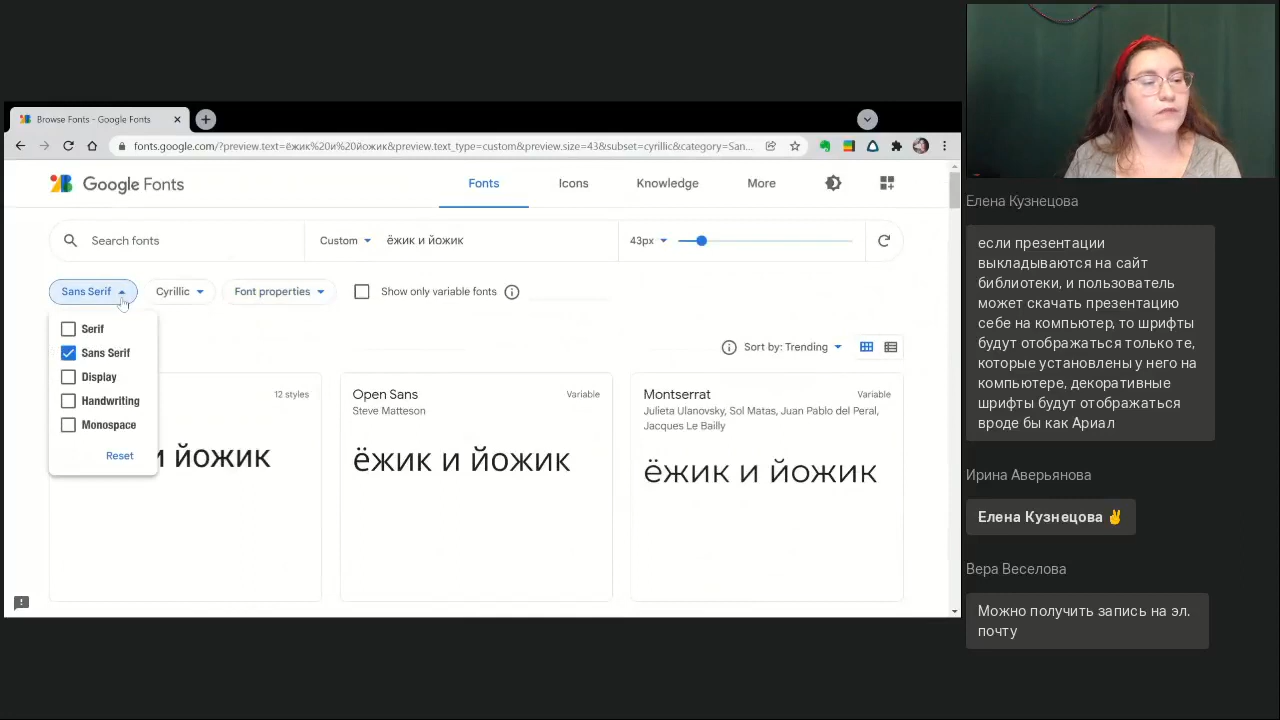 Browse Fonts - Google Fonts
fonts.google.com/?preview.text=ёжик%20и%20йожик&preview.text_type=custom&preview.size=43&subset=cyrillic&category=San...
Google Fonts
Fonts
Icons
Knowledge
More
Search fonts
Custom
ёжик и йожик
43px
Sans Serif
Cyrillic
Font properties
Show only variable fonts
Serif
Sans Serif
Display
Handwriting
Monospace
Reset
Sort by: Trending
12 styles
и йожик
Open Sans
Variable
Steve Matteson
ёжик и йожик
Montserrat
Variable
Julieta Ulanovsky, Sol Matas, Juan Pablo del Peral,
Jacques Le Bailly
ёжик и йожик
Елена Кузнецова
если презентации
выкладываются на сайт
библиотеки, и пользователь
может скачать презентацию
себе на компьютер, то шрифты
будут отображаться только те,
которые установлены у него на
компьютере, декоративные
шрифты будут отображаться
вроде бы как Ариал
Ирина Аверьянова
Елена Кузнецова ✌
Вера Веселова
Можно получить запись на эл.
почту